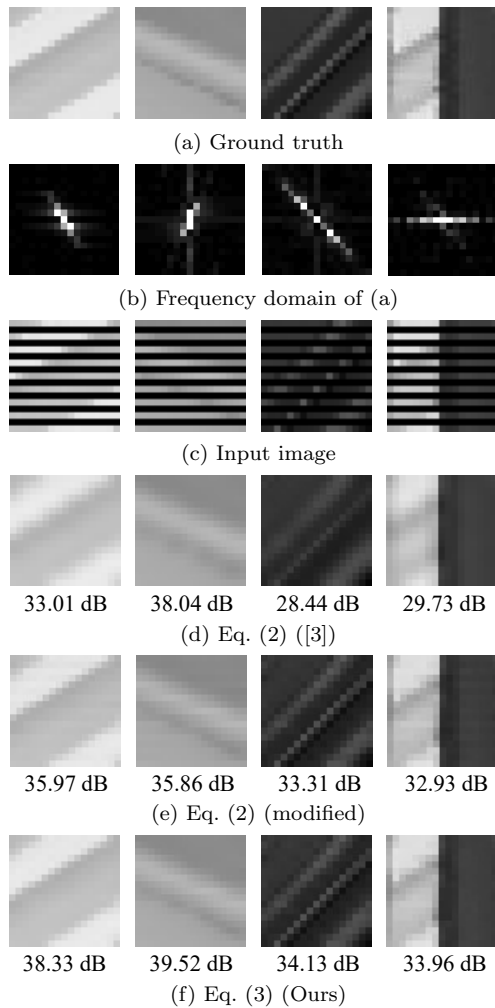 (a) Ground truth
(b) Frequency domain of (a)
(c) Input image
33.01 dB 38.04 dB 28.44 dB 29.73 dB
(d) Eq. (2) ([3])
35.97 dB 35.86 dB 33.31 dB 32.93 dB
(e) Eq. (2) (modified)
38.33 dB 39.52 dB 34.13 dB 33.96 dB
(f) Eq. (3) (Ours)